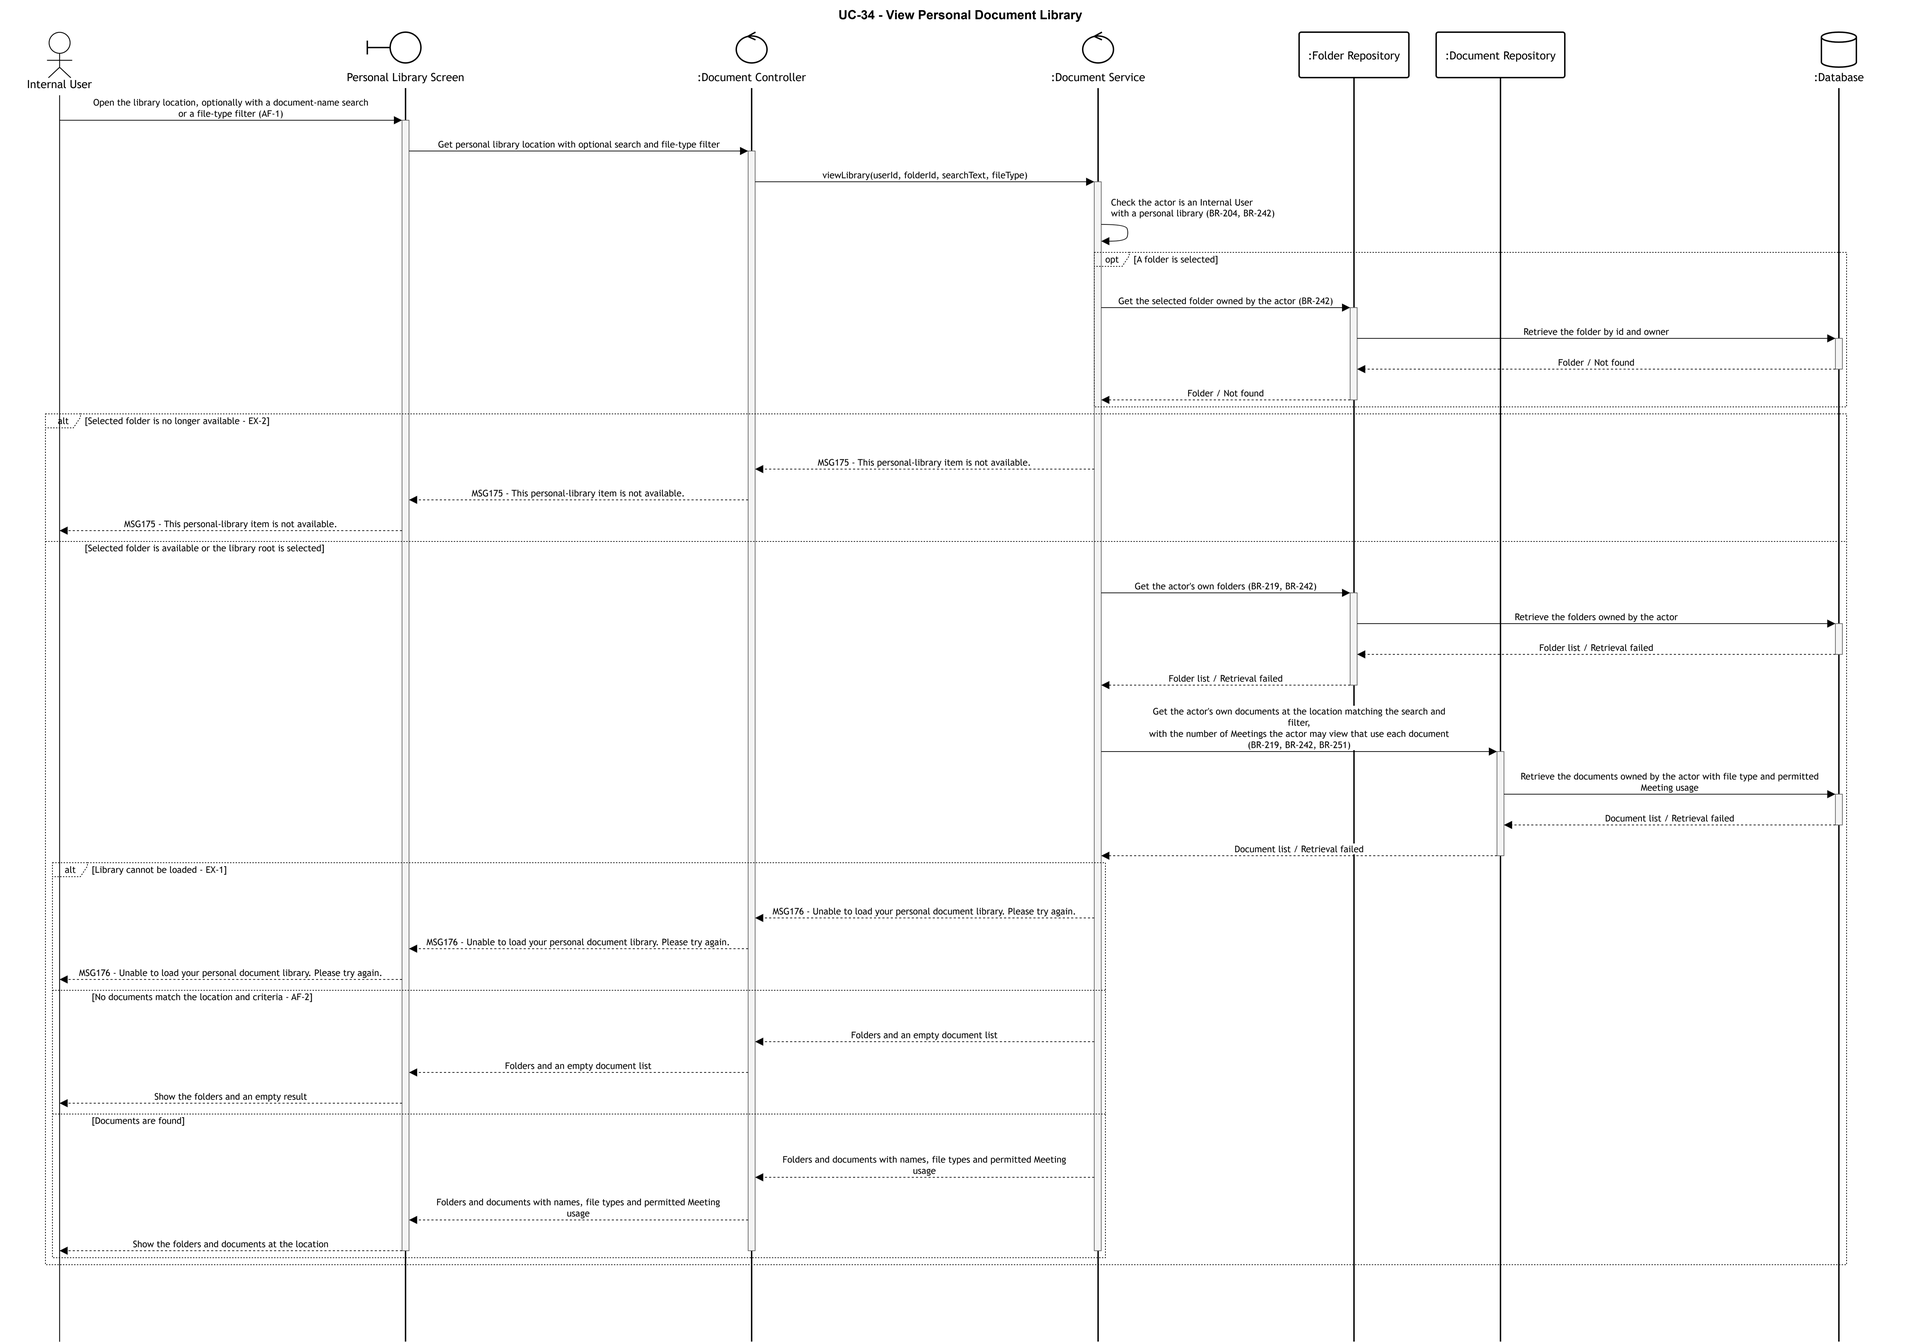 UC-34 - View Personal Document Library
Internal User
Personal Library Screen
:Document Controller
:Document Service
:Folder Repository
:Document Repository
:Database
Open the library location, optionally with a document-name search
or a file-type filter (AF-1)
Get personal library location with optional search and file-type filter
viewLibrary(userId, folderId, searchText, fileType)
Check the actor is an Internal User
with a personal library (BR-204, BR-242)
opt
[A folder is selected]
Get the selected folder owned by the actor (BR-242)
Retrieve the folder by id and owner
Folder / Not found
Folder / Not found
alt
[Selected folder is no longer available - EX-2]
MSG175 - This personal-library item is not available.
MSG175 - This personal-library item is not available.
MSG175 - This personal-library item is not available.
[Selected folder is available or the library root is selected]
Get the actor's own folders (BR-219, BR-242)
Retrieve the folders owned by the actor
Folder list / Retrieval failed
Folder list / Retrieval failed
Get the actor's own documents at the location matching the search and
filter,
with the number of Meetings the actor may view that use each document
(BR-219, BR-242, BR-251)
Retrieve the documents owned by the actor with file type and permitted
Meeting usage
Document list / Retrieval failed
Document list / Retrieval failed
alt
[Library cannot be loaded - EX-1]
MSG176 - Unable to load your personal document library. Please try again.
MSG176 - Unable to load your personal document library. Please try again.
MSG176 - Unable to load your personal document library. Please try again.
[No documents match the location and criteria - AF-2]
Folders and an empty document list
Folders and an empty document list
Show the folders and an empty result
[Documents are found]
Folders and documents with names, file types and permitted Meeting
usage
Folders and documents with names, file types and permitted Meeting
usage
Show the folders and documents at the location